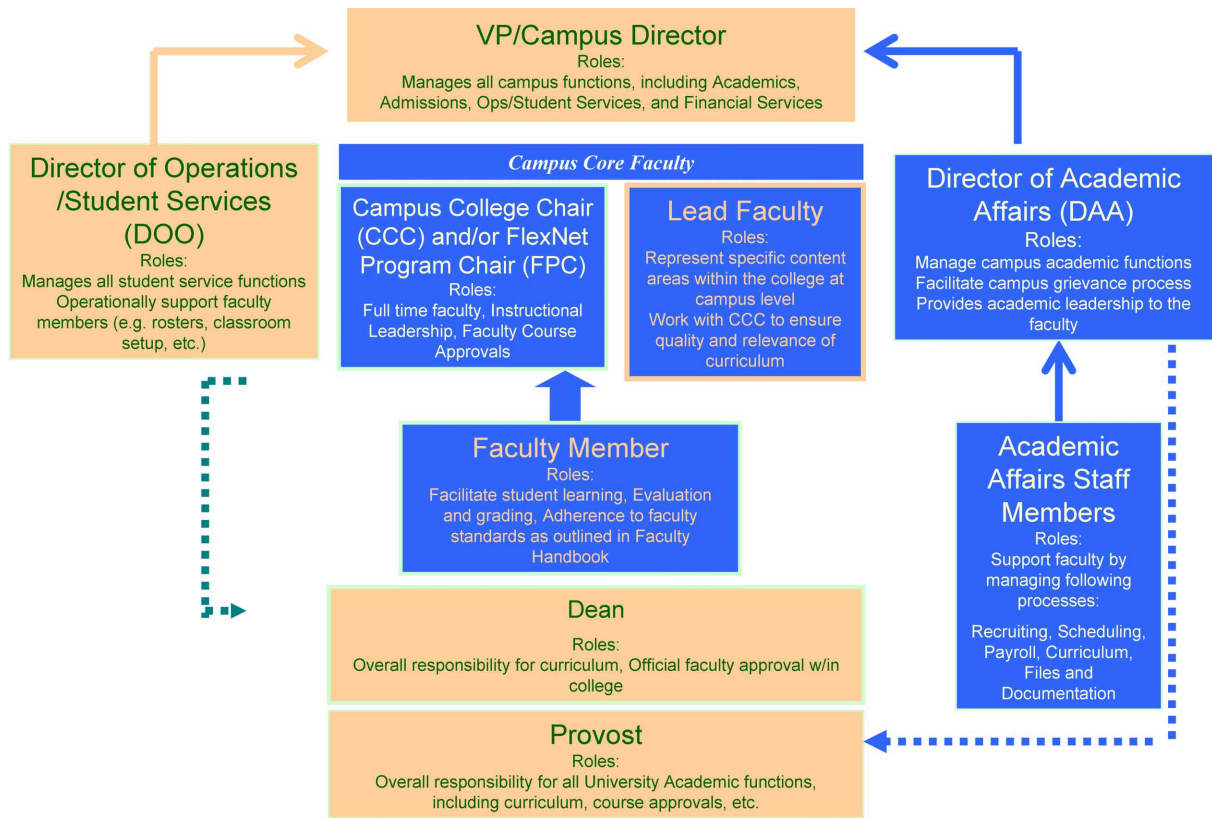 VP/Campus Director
Roles:
Manages all campus functions, including Academics,
Admissions, Ops/Student Services, and Financial Services
Director of Operations
/Student Services
(DOO)
Roles:
Manages all student service functions
Operationally support faculty
members (e.g. rosters, classroom
setup, etc.)
Campus Core Faculty
Campus College Chair
(CCC) and/or FlexNet
Program Chair (FPC)
Roles:
Full time faculty, Instructional
Leadership, Faculty Course
Approvals
Lead Faculty
Roles:
Represent specific content
areas within the college at
campus level
Work with CCC to ensure
quality and relevance of
curriculum
Director of Academic
Affairs (DAA)
Roles:
Manage campus academic functions
Facilitate campus grievance process
Provides academic leadership to the
faculty
Faculty Member
Roles:
Facilitate student learning, Evaluation
and grading, Adherence to faculty
standards as outlined in Faculty
Handbook
Academic
Affairs Staff
Members
Roles:
Support faculty by
managing following
processes:
Recruiting, Scheduling,
Payroll, Curriculum,
Files and
Documentation
Dean
Roles:
Overall responsibility for curriculum, Official faculty approval w/in
college
Provost
Roles:
Overall responsibility for all University Academic functions,
including curriculum, course approvals, etc.